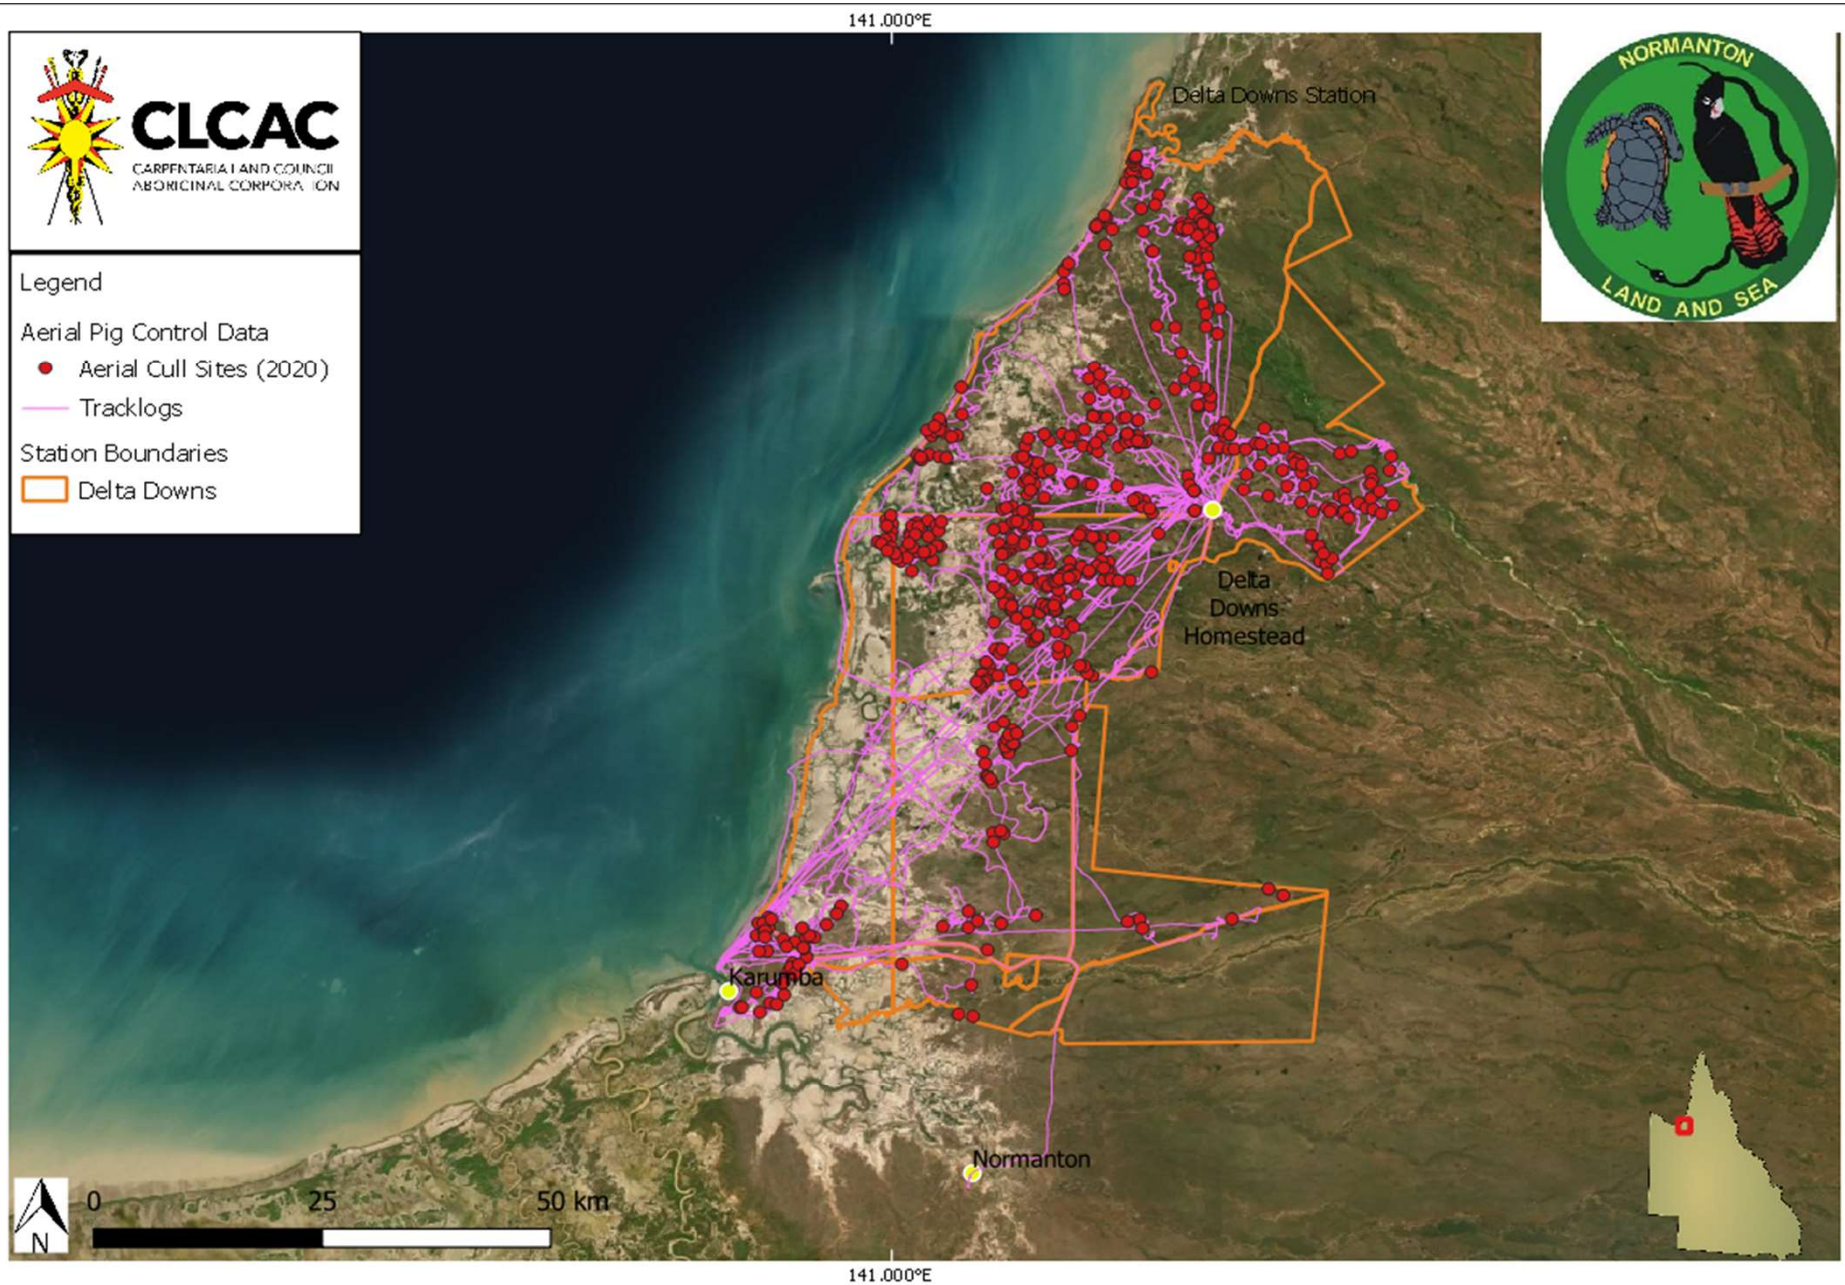 141.000°E
CLCAC
CARPENTARIA LAND COUNCIL
ABORIGINAL CORPORATION
NORMANTON
LAND AND SEA
Legend
Aerial Pig Control Data
Aerial Cull Sites (2020)
Tracklogs
Station Boundaries
Delta Downs
Delta Downs Station
Delta
Downs
Homestead
Karumba
Normanton
0 25 50 km
N
141.000°E